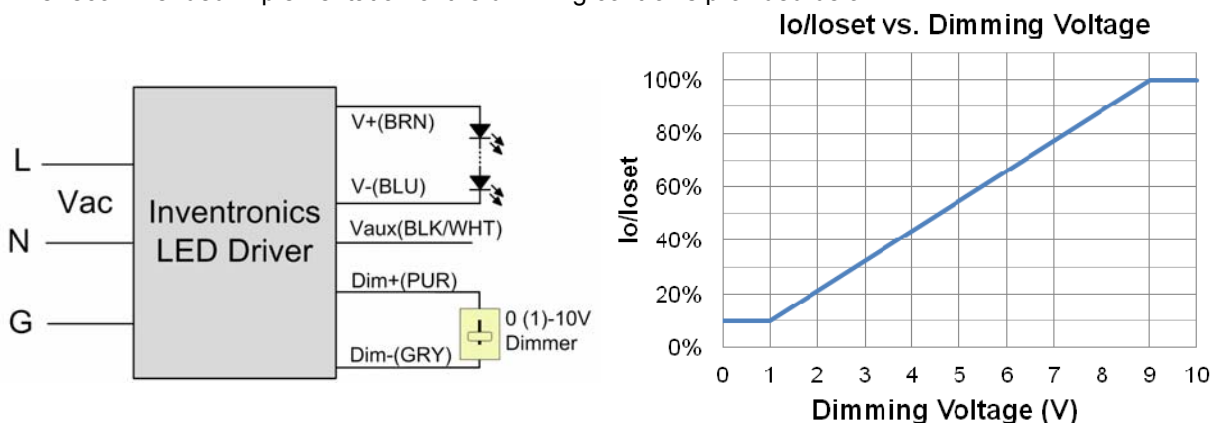 Io/Ioset vs. Dimming Voltage
L
Vac
N
G
Inventronics
LED Driver
V+(BRN)
V-(BLU)
Vaux(BLK/WHT)
Dim+(PUR)
Dim-(GRY)
0 (1)-10V
Dimmer
Io/Ioset
100%
80%
60%
40%
20%
0%
0 1 2 3 4 5 6 7 8 9 10
Dimming Voltage (V)